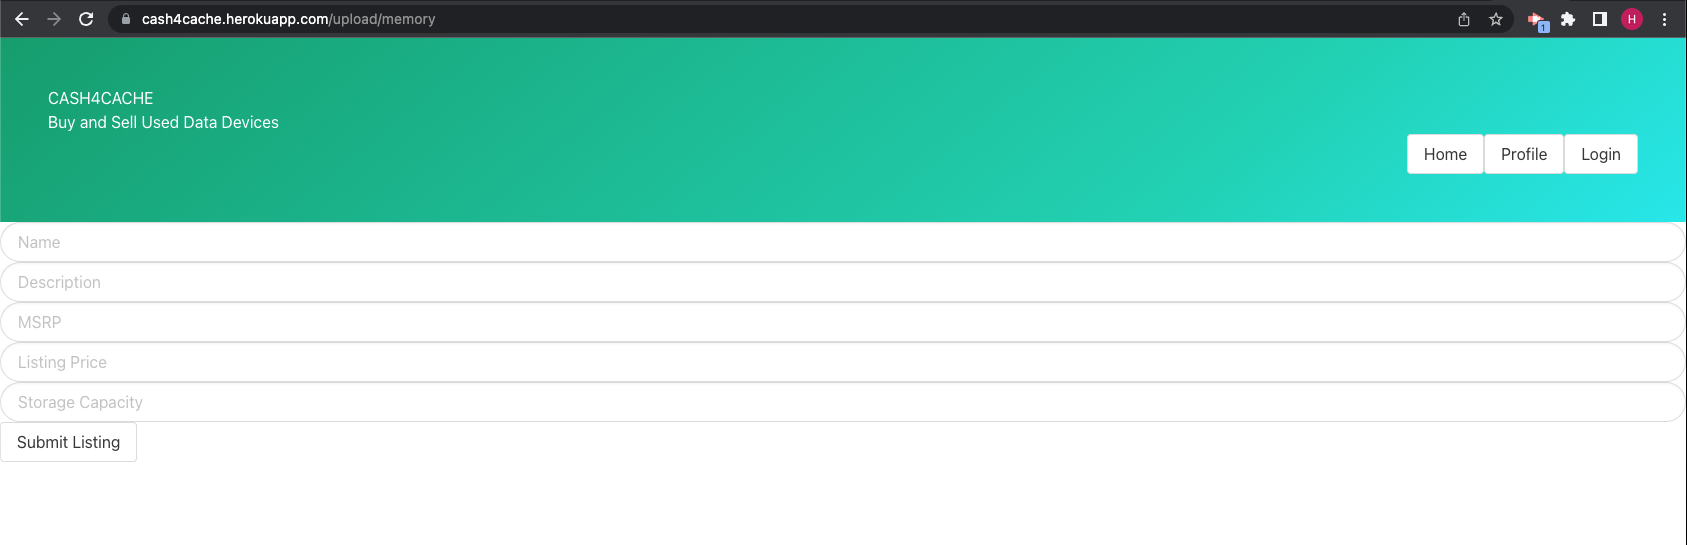 cash4cache.herokuapp.com/upload/memory
1
H
CASH4CACHE
Buy and Sell Used Data Devices
Home Profile Login
Name
Description
MSRP
Listing Price
Storage Capacity
Submit Listing